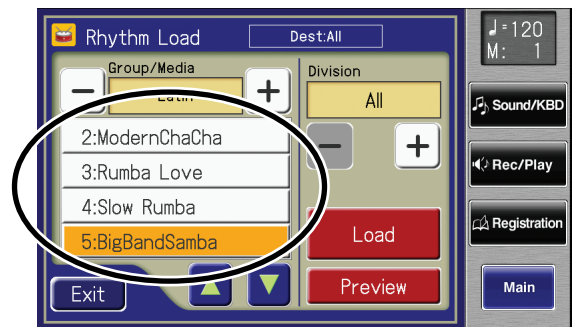 Rhythm Load
Dest:All
♩=120
M: 1
Group/Media
Latin
Division
All
2:ModernChaCha
3:Rumba Love
4:Slow Rumba
5:BigBandSamba
Load
Preview
Exit
Sound/KBD
Rec/Play
Registration
Main